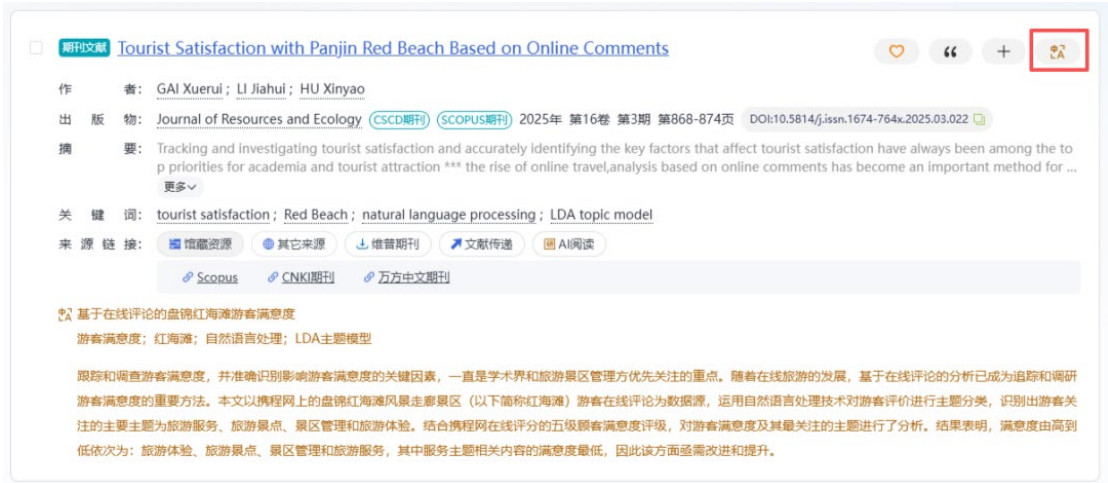 期刊文献 Tourist Satisfaction with Panjin Red Beach Based on Online Comments
作者: GAI Xuerui ; LI Jiahui ; HU Xinyao
出版物: Journal of Resources and Ecology CSCD期刊 SCOPUS期刊 2025年 第16卷 第3期 第868-874页 DOI:10.5814/j.issn.1674-764x.2025.03.022
摘要: Tracking and investigating tourist satisfaction and accurately identifying the key factors that affect tourist satisfaction have always been among the to
p priorities for academia and tourist attraction *** the rise of online travel,analysis based on online comments has become an important method for ...
更多
关键词: tourist satisfaction ; Red Beach ; natural language processing ; LDA topic model
来源链接: 馆藏资源 其它来源 维普期刊 文献传递 AI阅读
Scopus CNKI期刊 万方中文期刊
基于在线评论的盘锦红海滩游客满意度
游客满意度; 红海滩; 自然语言处理; LDA主题模型
跟踪和调查游客满意度，并准确识别影响游客满意度的关键因素，一直是学术界和旅游景区管理方优先关注的重点。随着在线旅游的发展，基于在线评论的分析已成为追踪和调研
游客满意度的重要方法。本文以携程网上的盘锦红海滩风景走廊景区（以下简称红海滩）游客在线评论为数据源，运用自然语言处理技术对游客评价进行主题分类，识别出游客关
注的主要主题为旅游服务、旅游景点、景区管理和旅游体验。结合携程网在线评分的五级顾客满意度评级，对游客满意度及其最关注的主题进行了分析。结果表明，满意度由高到
低依次为：旅游体验、旅游景点、景区管理和旅游服务，其中服务主题相关内容的满意度最低，因此该方面亟需改进和提升。